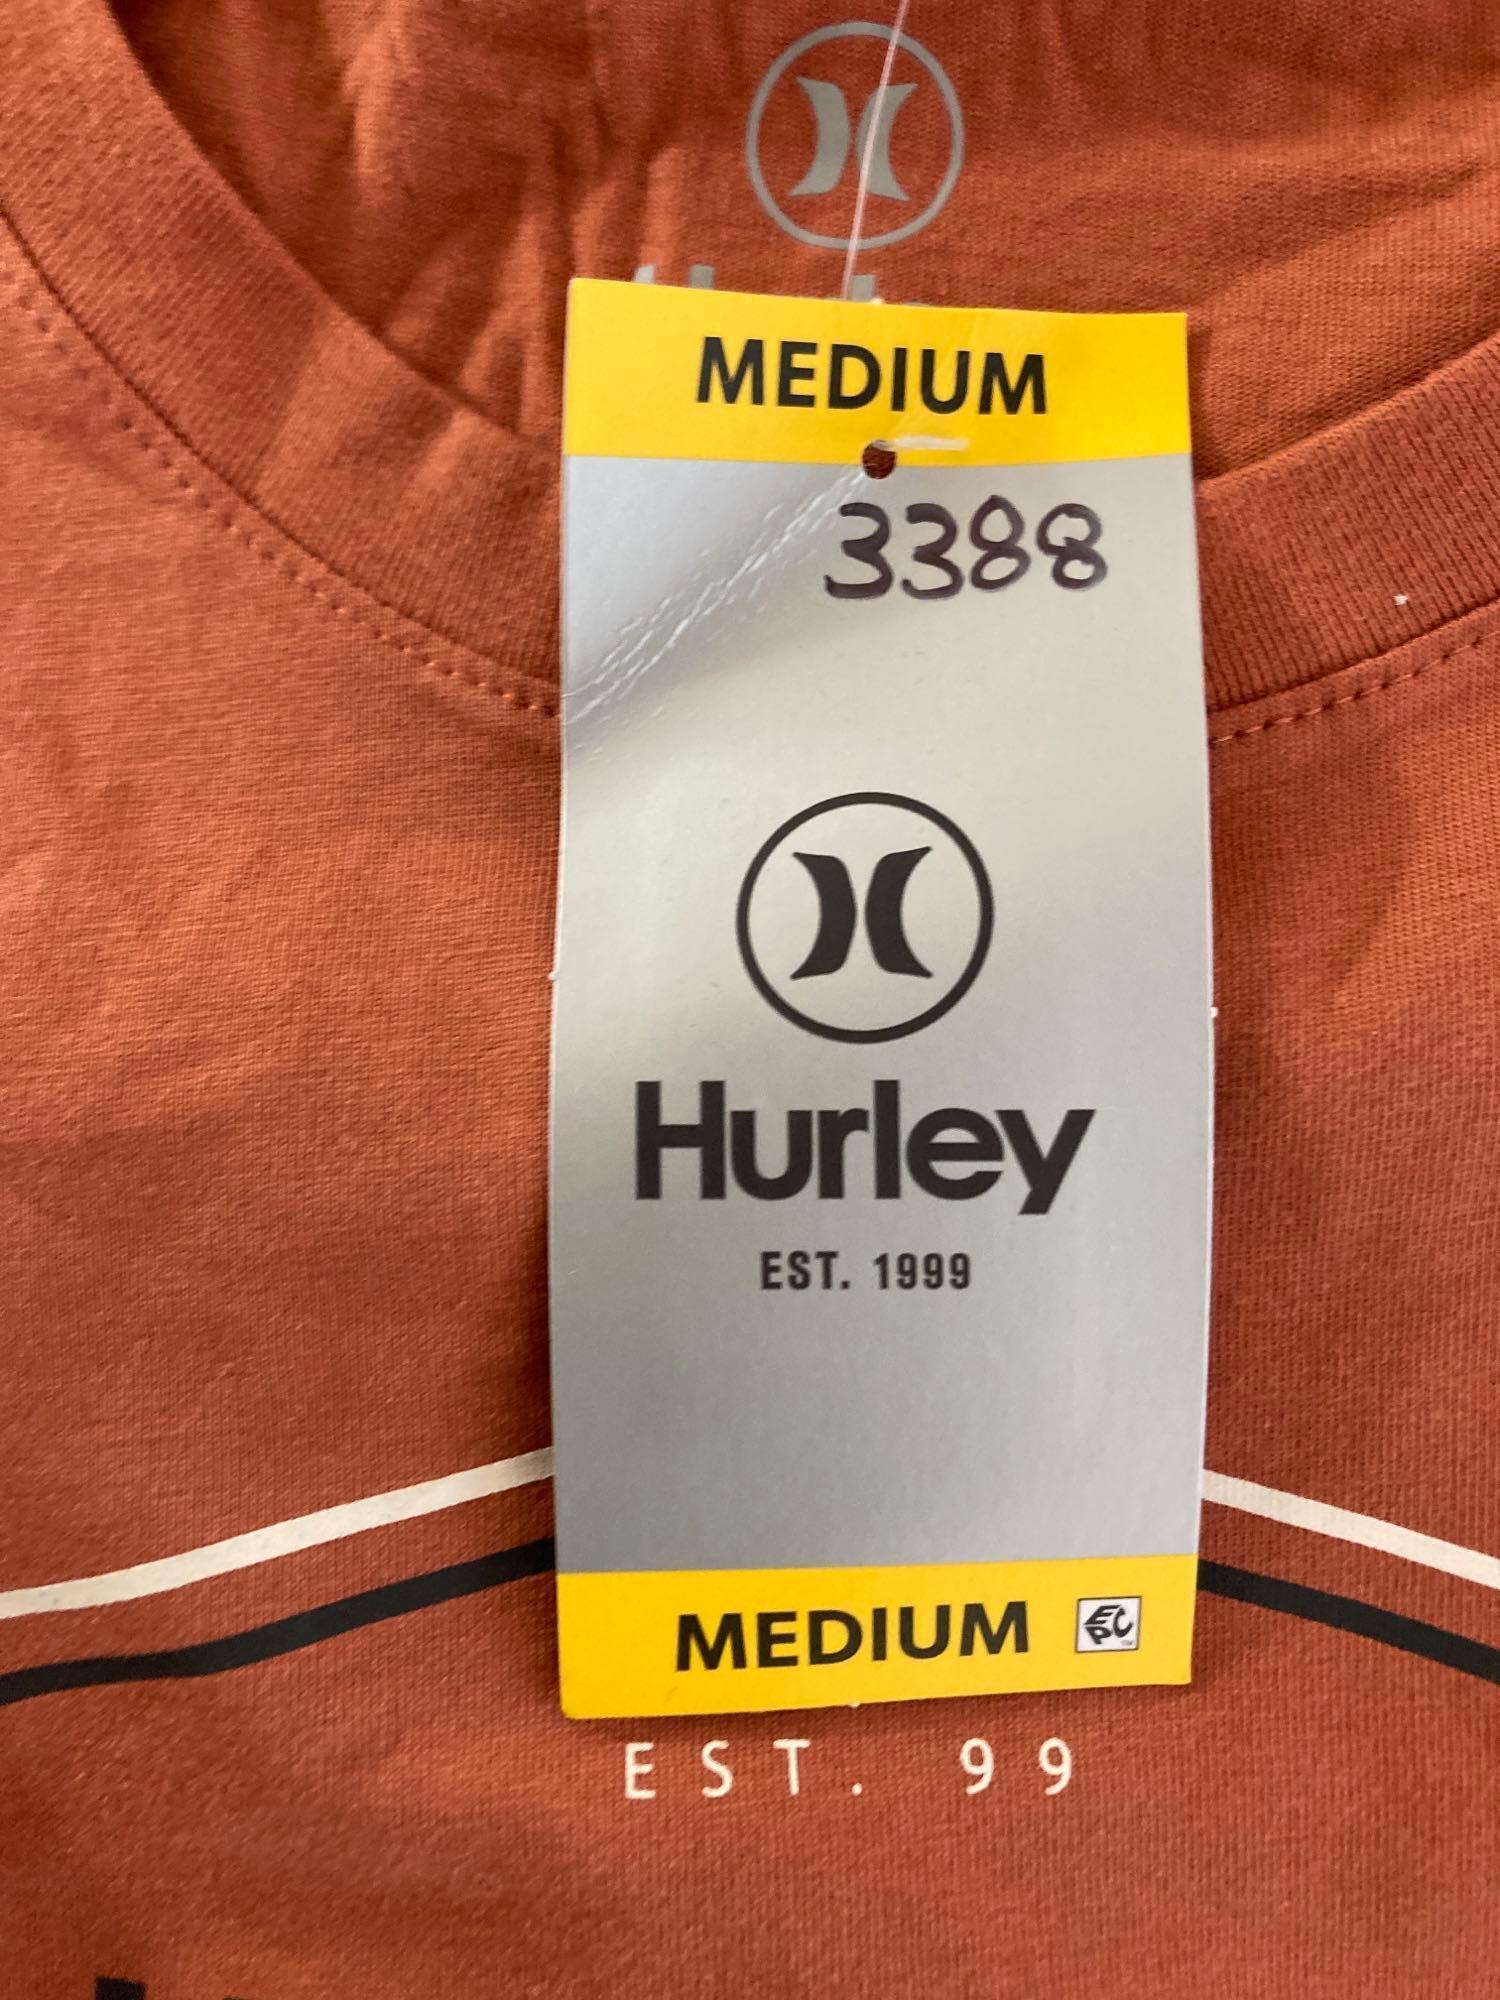 MEDIUM
3388
Hurley
EST. 1999
MEDIUM EPC
EST. 99